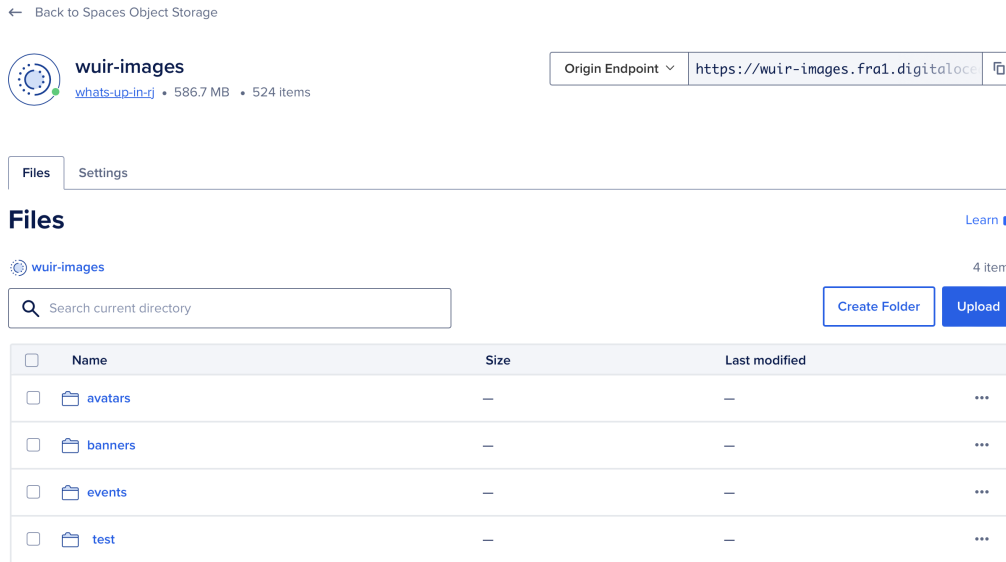 ← Back to Spaces Object Storage
wuir-images
whats-up-in-rj • 586.7 MB • 524 items
Origin Endpoint https://wuir-images.fra1.digitaloce
Files Settings
Files
Learn
wuir-images
4 item
Search current directory
Create Folder Upload
Name Size Last modified
avatars — — •••
banners — — •••
events — — •••
test — — •••